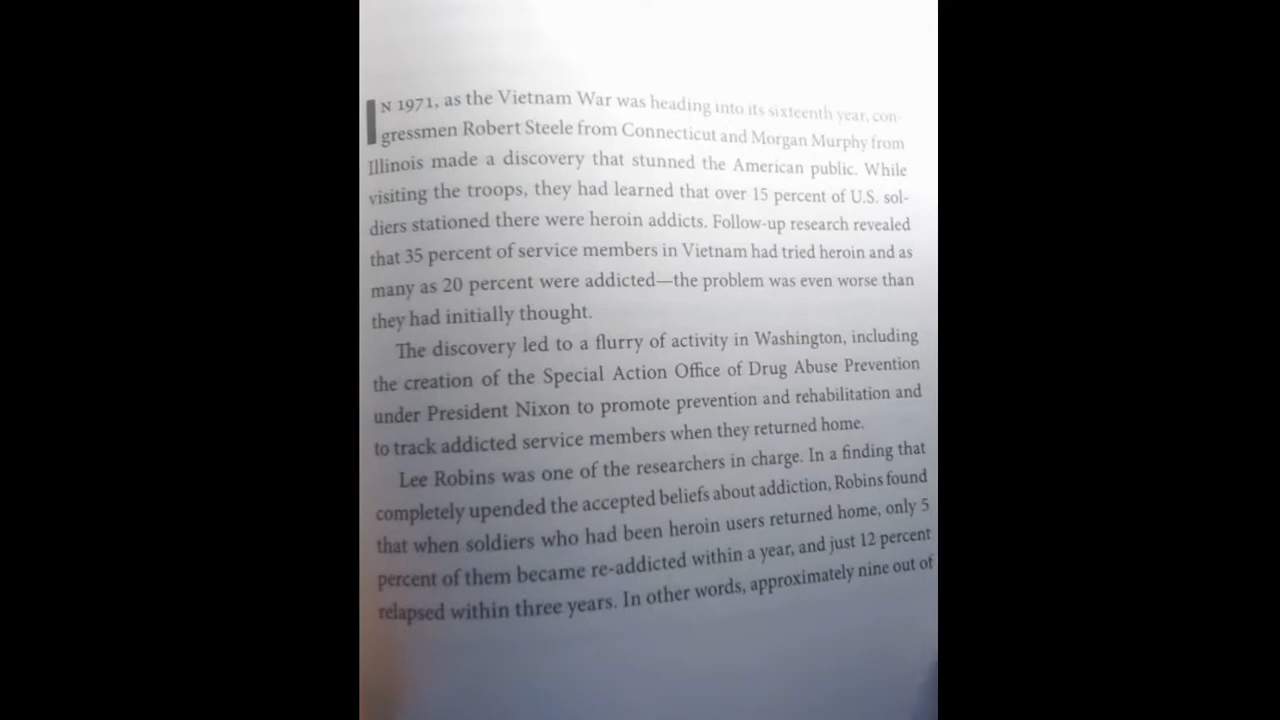 IN 1971, as the Vietnam War was heading into its sixteenth year, con-
gressmen Robert Steele from Connecticut and Morgan Murphy from
Illinois made a discovery that stunned the American public. While
visiting the troops, they had learned that over 15 percent of U.S. sol-
diers stationed there were heroin addicts. Follow-up research revealed
that 35 percent of service members in Vietnam had tried heroin and as
many as 20 percent were addicted—the problem was even worse than
they had initially thought.
The discovery led to a flurry of activity in Washington, including
the creation of the Special Action Office of Drug Abuse Prevention
under President Nixon to promote prevention and rehabilitation and
to track addicted service members when they returned home.
Lee Robins was one of the researchers in charge. In a finding that
completely upended the accepted beliefs about addiction, Robins found
that when soldiers who had been heroin users returned home, only 5
percent of them became re-addicted within a year, and just 12 percent
relapsed within three years. In other words, approximately nine out of